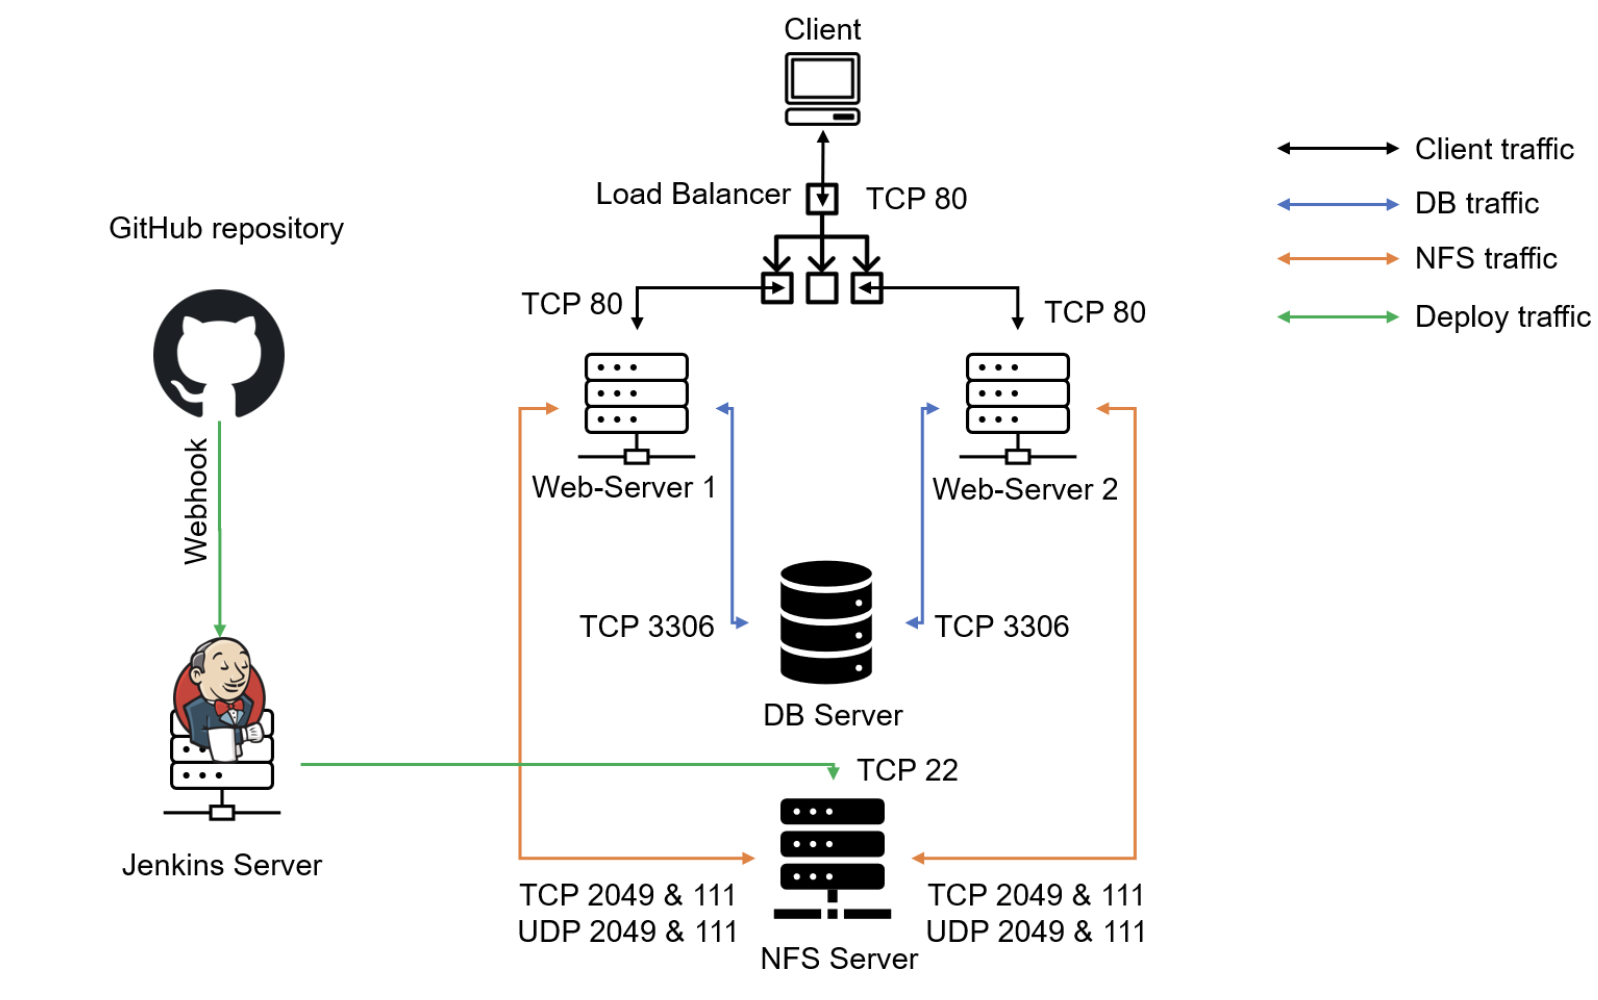 Client
Load Balancer
TCP 80
Client traffic
DB traffic
NFS traffic
Deploy traffic
GitHub repository
TCP 80
TCP 80
Webhook
Web-Server 1
Web-Server 2
TCP 3306
TCP 3306
DB Server
TCP 22
Jenkins Server
TCP 2049 & 111
UDP 2049 & 111
TCP 2049 & 111
UDP 2049 & 111
NFS Server